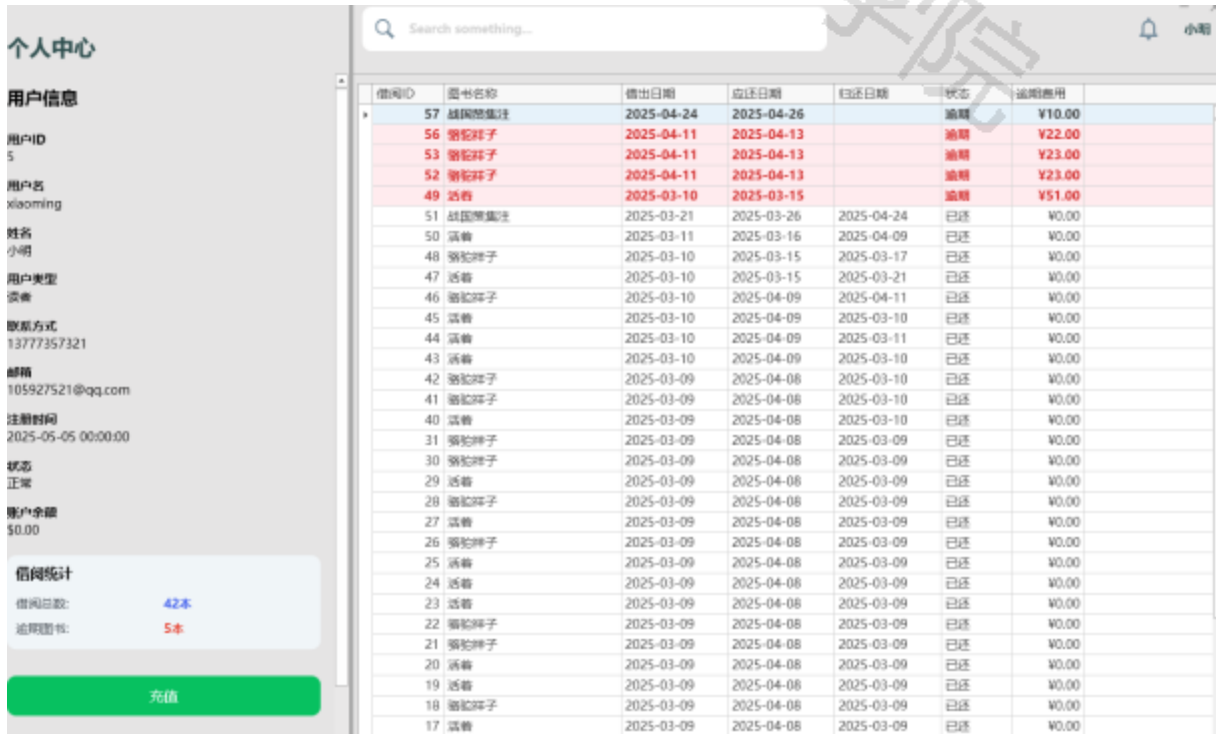 学院
个人中心
Search something...
小明
用户信息
用户ID
5
用户名
xiaoming
姓名
小明
用户类型
读者
联系方式
13777357321
邮箱
105927521@qq.com
注册时间
2025-05-05 00:00:00
状态
正常
账户余额
$0.00
借阅统计
借阅总数: 42本
逾期图书: 5本
充值
借阅ID 图书名称 借出日期 应还日期 归还日期 状态 逾期费用
57 战国策集注 2025-04-24 2025-04-26 逾期 ¥10.00
56 骆驼祥子 2025-04-11 2025-04-13 逾期 ¥22.00
53 骆驼祥子 2025-04-11 2025-04-13 逾期 ¥23.00
52 骆驼祥子 2025-04-11 2025-04-13 逾期 ¥23.00
49 活着 2025-03-10 2025-03-15 逾期 ¥51.00
51 战国策集注 2025-03-21 2025-03-26 2025-04-24 已还 ¥0.00
50 活着 2025-03-11 2025-03-16 2025-04-09 已还 ¥0.00
48 骆驼祥子 2025-03-10 2025-03-15 2025-03-17 已还 ¥0.00
47 活着 2025-03-10 2025-03-15 2025-03-21 已还 ¥0.00
46 骆驼祥子 2025-03-10 2025-04-09 2025-04-11 已还 ¥0.00
45 活着 2025-03-10 2025-04-09 2025-03-10 已还 ¥0.00
44 活着 2025-03-10 2025-04-09 2025-03-11 已还 ¥0.00
43 活着 2025-03-10 2025-04-09 2025-03-10 已还 ¥0.00
42 骆驼祥子 2025-03-09 2025-04-08 2025-03-10 已还 ¥0.00
41 骆驼祥子 2025-03-09 2025-04-08 2025-03-10 已还 ¥0.00
40 活着 2025-03-09 2025-04-08 2025-03-10 已还 ¥0.00
31 骆驼祥子 2025-03-09 2025-04-08 2025-03-09 已还 ¥0.00
30 骆驼祥子 2025-03-09 2025-04-08 2025-03-09 已还 ¥0.00
29 活着 2025-03-09 2025-04-08 2025-03-09 已还 ¥0.00
28 骆驼祥子 2025-03-09 2025-04-08 2025-03-09 已还 ¥0.00
27 活着 2025-03-09 2025-04-08 2025-03-09 已还 ¥0.00
26 骆驼祥子 2025-03-09 2025-04-08 2025-03-09 已还 ¥0.00
25 活着 2025-03-09 2025-04-08 2025-03-09 已还 ¥0.00
24 活着 2025-03-09 2025-04-08 2025-03-09 已还 ¥0.00
23 活着 2025-03-09 2025-04-08 2025-03-09 已还 ¥0.00
22 骆驼祥子 2025-03-09 2025-04-08 2025-03-09 已还 ¥0.00
21 骆驼祥子 2025-03-09 2025-04-08 2025-03-09 已还 ¥0.00
20 活着 2025-03-09 2025-04-08 2025-03-09 已还 ¥0.00
19 活着 2025-03-09 2025-04-08 2025-03-09 已还 ¥0.00
18 骆驼祥子 2025-03-09 2025-04-08 2025-03-09 已还 ¥0.00
17 活着 2025-03-09 2025-04-08 2025-03-09 已还 ¥0.00